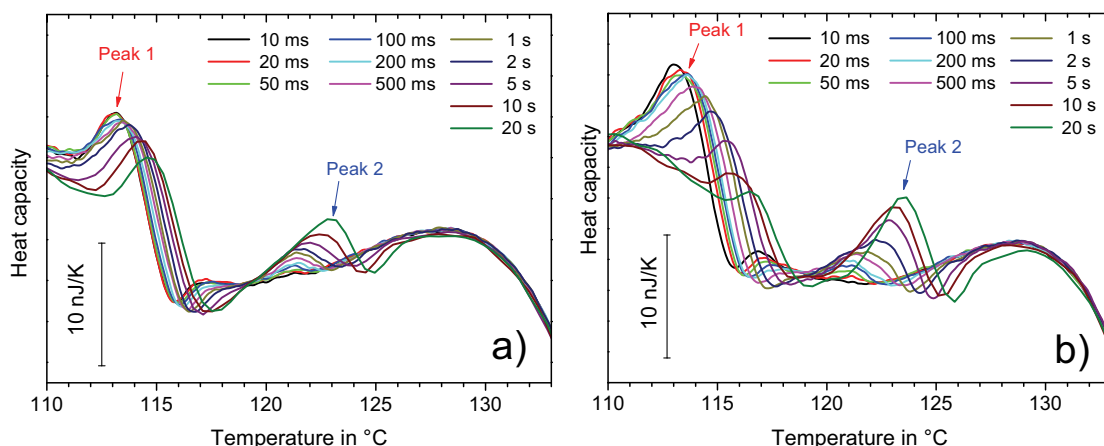 Peak 1
10 ms
20 ms
50 ms
100 ms
200 ms
500 ms
1 s
2 s
5 s
10 s
20 s
Peak 2
Heat capacity
10 nJ/K
a)
110 115 120 125 130
Temperature in °C
Peak 1
10 ms
20 ms
50 ms
100 ms
200 ms
500 ms
1 s
2 s
5 s
10 s
20 s
Peak 2
Heat capacity
10 nJ/K
b)
110 115 120 125 130
Temperature in °C